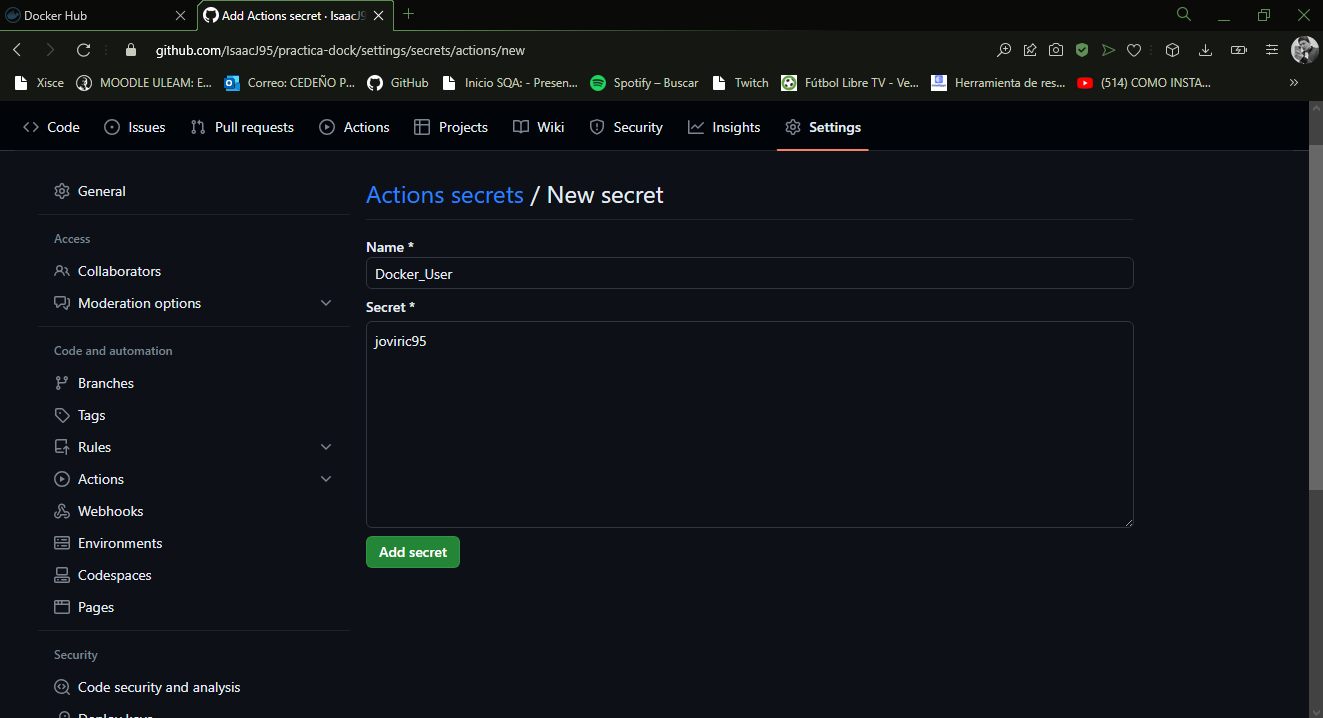 Docker Hub
Add Actions secret · IsaacJ9
github.com/IsaacJ95/practica-dock/settings/secrets/actions/new
Xisce MOODLE ULEAM: E... Correo: CEDEÑO P... GitHub Inicio SQA: - Presen... Spotify – Buscar Twitch Fútbol Libre TV - Ve... Herramienta de res... (514) COMO INSTA... »
Code Issues Pull requests Actions Projects Wiki Security Insights Settings
General
Access
Collaborators
Moderation options
Code and automation
Branches
Tags
Rules
Actions
Webhooks
Environments
Codespaces
Pages
Security
Code security and analysis
Deploy keys
Actions secrets / New secret
Name *
Docker_User
Secret *
joviric95
Add secret